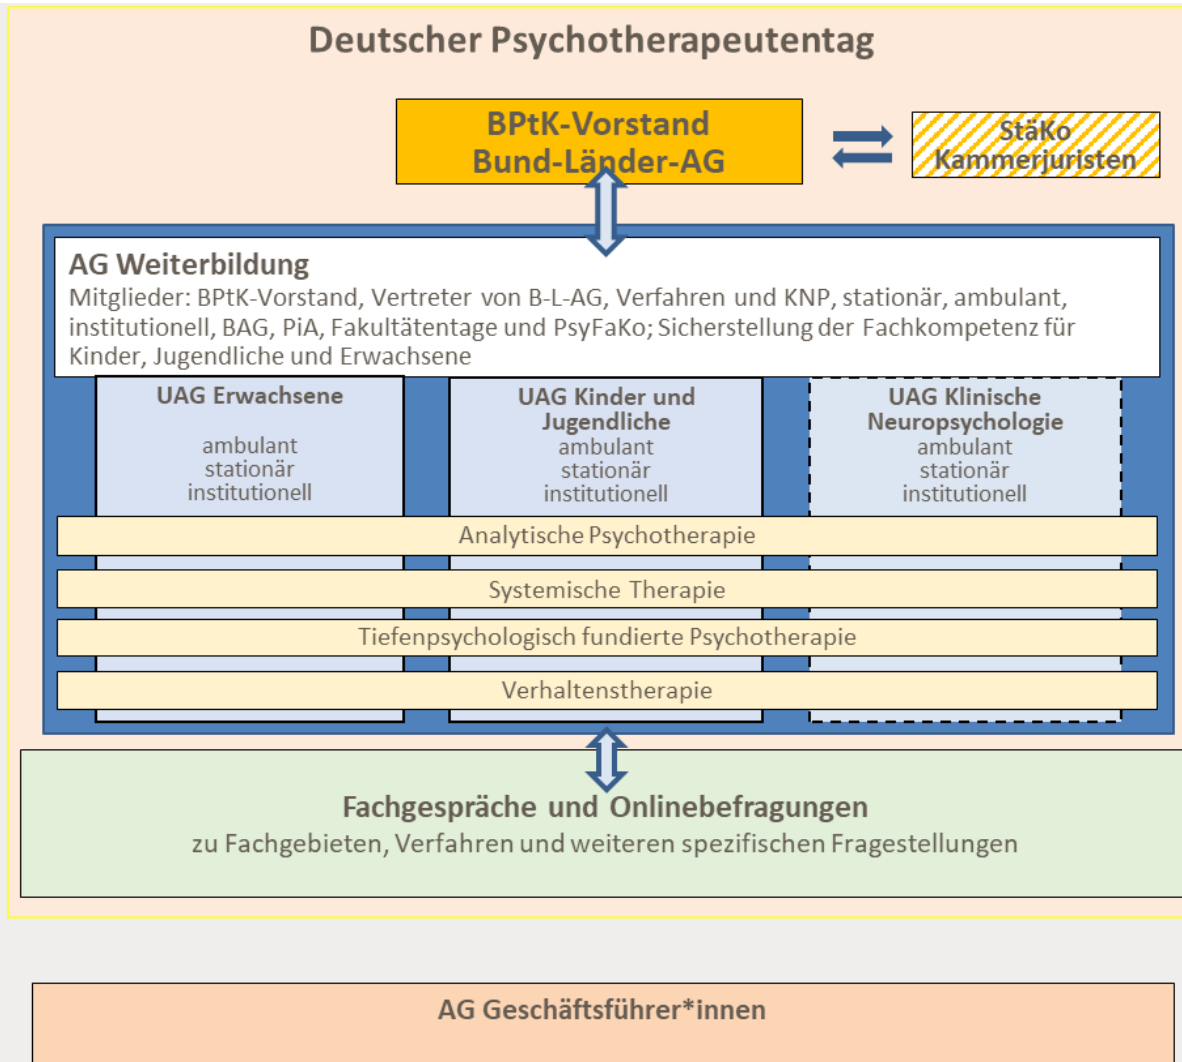 Deutscher Psychotherapeutentag
BPtK-Vorstand
Bund-Länder-AG
StäKo
Kammerjuristen
AG Weiterbildung
Mitglieder: BPtK-Vorstand, Vertreter von B-L-AG, Verfahren und KNP, stationär, ambulant,
institutionell, BAG, PiA, Fakultätentage und PsyFaKo; Sicherstellung der Fachkompetenz für
Kinder, Jugendliche und Erwachsene
UAG Erwachsene
ambulant
stationär
institutionell
UAG Kinder und
Jugendliche
ambulant
stationär
institutionell
UAG Klinische
Neuropsychologie
ambulant
stationär
institutionell
Analytische Psychotherapie
Systemische Therapie
Tiefenpsychologisch fundierte Psychotherapie
Verhaltenstherapie
Fachgespräche und Onlinebefragungen
zu Fachgebieten, Verfahren und weiteren spezifischen Fragestellungen
AG Geschäftsführer*innen